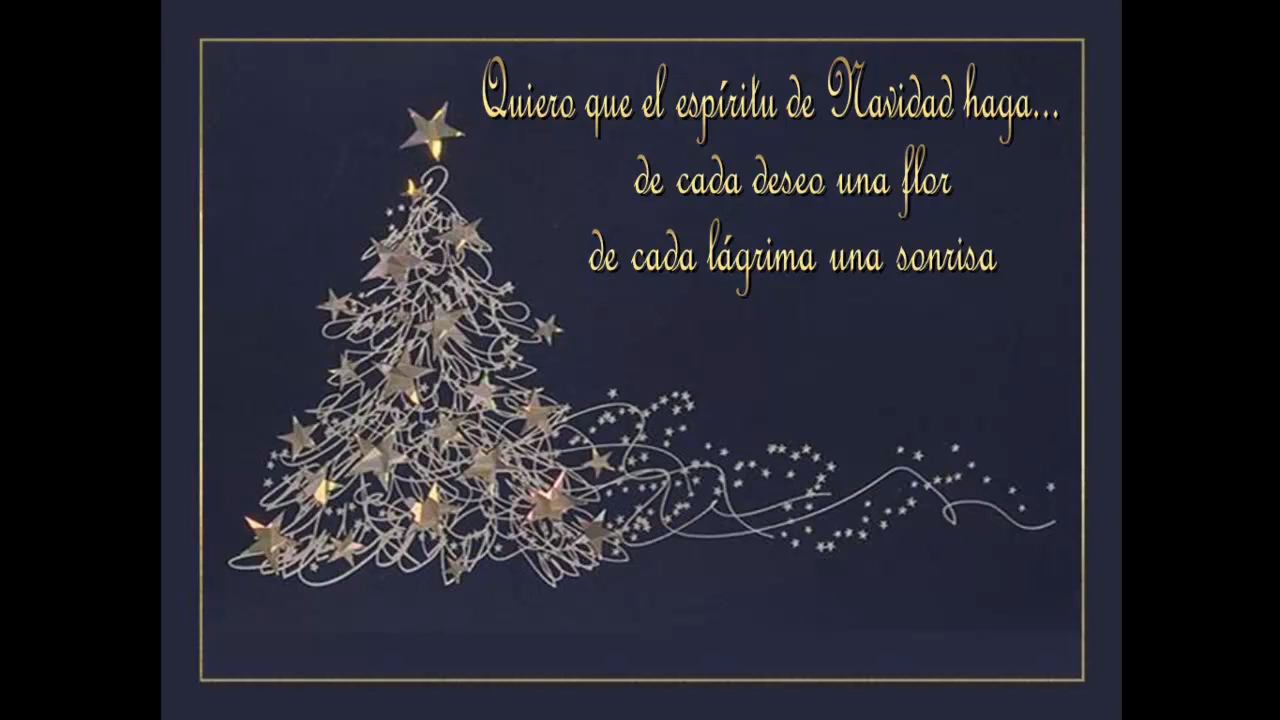 Quiero que el espíritu de Navidad haga...
de cada deseo una flor
de cada lágrima una sonrisa